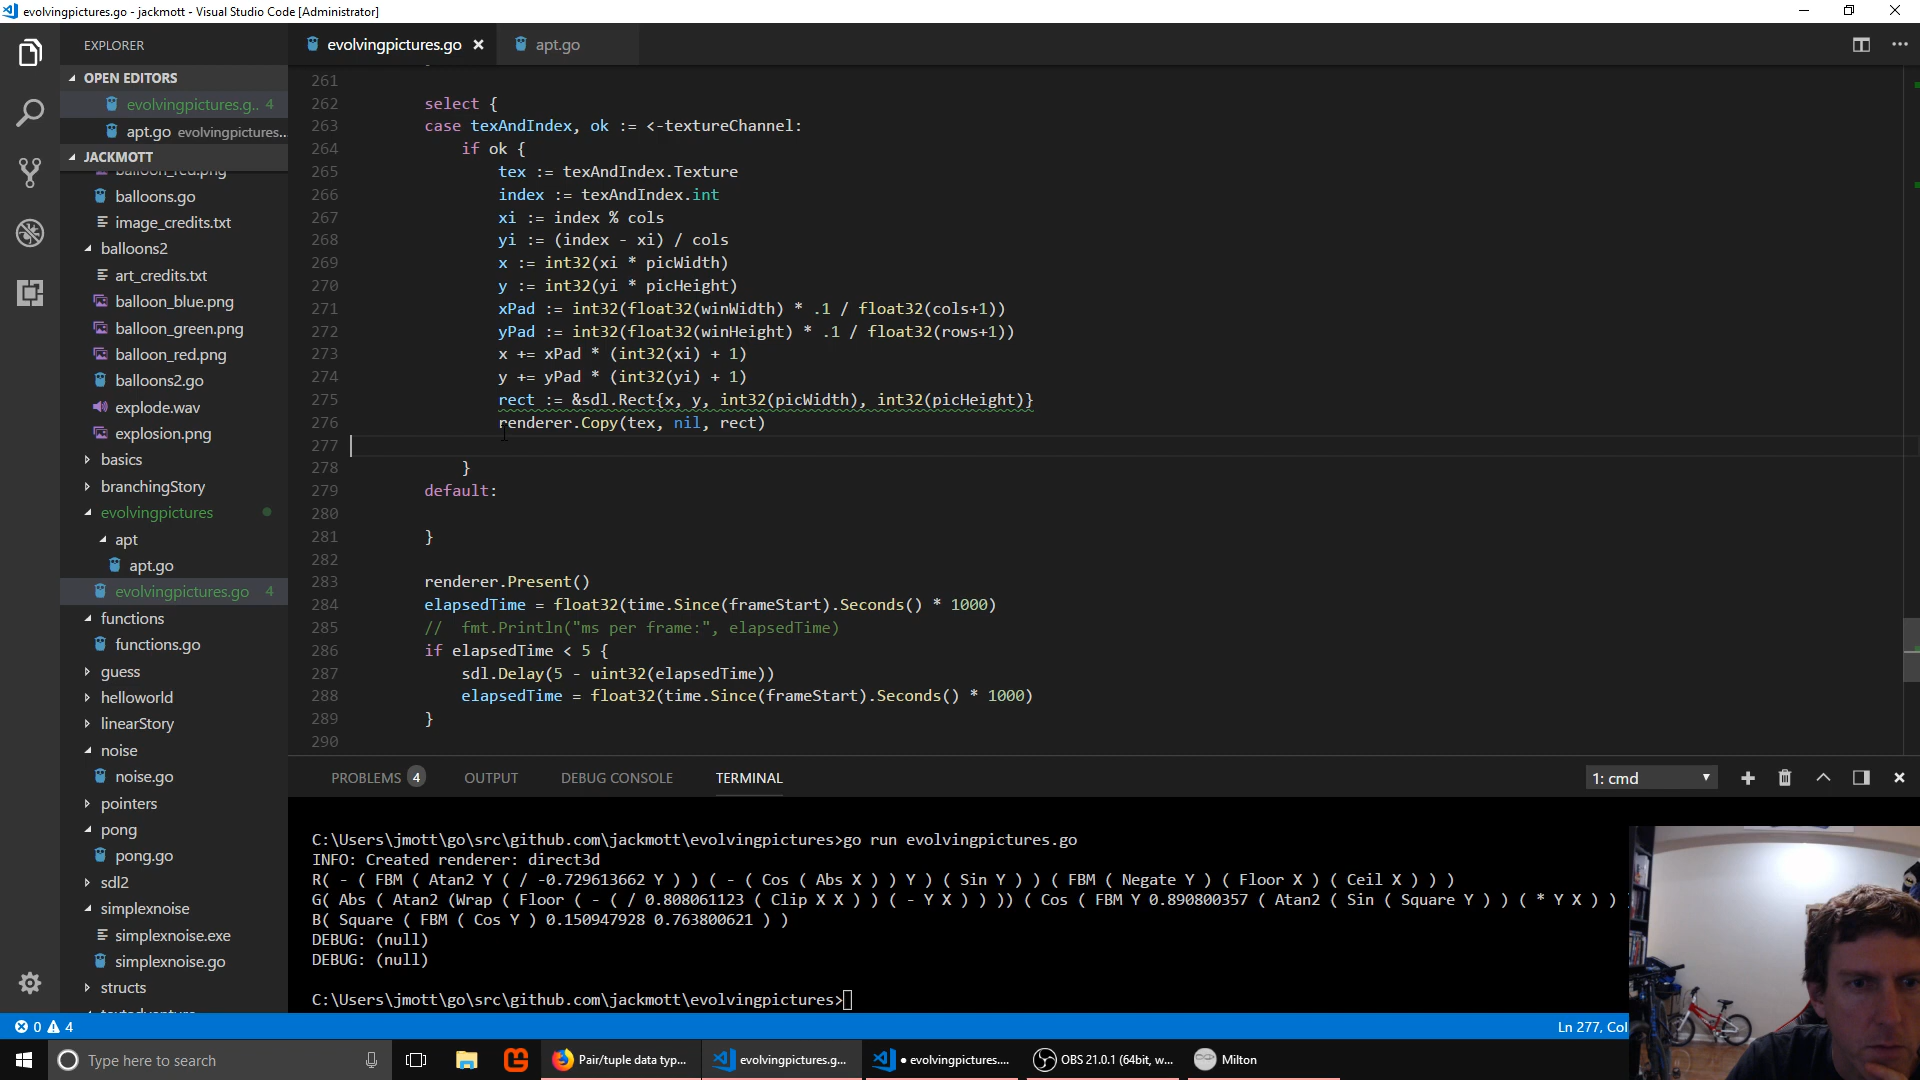 evolvingpictures.go - jackmott - Visual Studio Code [Administrator]
EXPLORER
OPEN EDITORS
evolvingpictures.g.. 4
apt.go evolvingpictures...
JACKMOTT
balloon_red.png
balloons.go
image_credits.txt
balloons2
art_credits.txt
balloon_blue.png
balloon_green.png
balloon_red.png
balloons2.go
explode.wav
explosion.png
basics
branchingStory
evolvingpictures
apt
apt.go
evolvingpictures.go 4
functions
functions.go
guess
helloworld
linearStory
noise
noise.go
pointers
pong
pong.go
sdl2
simplexnoise
simplexnoise.exe
simplexnoise.go
structs
evolvingpictures.go
apt.go
261
262 select {
263 case texAndIndex, ok := <-textureChannel:
264 if ok {
265 tex := texAndIndex.Texture
266 index := texAndIndex.int
267 xi := index % cols
268 yi := (index - xi) / cols
269 x := int32(xi * picWidth)
270 y := int32(yi * picHeight)
271 xPad := int32(float32(winWidth) * .1 / float32(cols+1))
272 yPad := int32(float32(winHeight) * .1 / float32(rows+1))
273 x += xPad * (int32(xi) + 1)
274 y += yPad * (int32(yi) + 1)
275 rect := &sdl.Rect{x, y, int32(picWidth), int32(picHeight)}
276 renderer.Copy(tex, nil, rect)
277
278 }
279 default:
280
281 }
282
283 renderer.Present()
284 elapsedTime = float32(time.Since(frameStart).Seconds() * 1000)
285 // fmt.Println("ms per frame:", elapsedTime)
286 if elapsedTime < 5 {
287 sdl.Delay(5 - uint32(elapsedTime))
288 elapsedTime = float32(time.Since(frameStart).Seconds() * 1000)
289 }
290
PROBLEMS 4 OUTPUT DEBUG CONSOLE TERMINAL 1: cmd
C:\Users\jmott\go\src\github.com\jackmott\evolvingpictures>go run evolvingpictures.go
INFO: Created renderer: direct3d
R( - ( FBM ( Atan2 Y ( / -0.729613662 Y ) ) ( - ( Cos ( Abs X ) ) Y ) ( Sin Y ) ) ( FBM ( Negate Y ) ( Floor X ) ( Ceil X ) ) )
G( Abs ( Atan2 (Wrap ( Floor ( - ( / 0.808061123 ( Clip X X ) ) ( - Y X ) ) )) ( Cos ( FBM Y 0.890800357 ( Atan2 ( Sin ( Square Y ) ) ( * Y X ) )
B( Square ( FBM ( Cos Y ) 0.150947928 0.763800621 ) )
DEBUG: (null)
DEBUG: (null)
C:\Users\jmott\go\src\github.com\jackmott\evolvingpictures>
0 4
Ln 277, Col
Type here to search
Pair/tuple data typ...
evolvingpictures.g...
● evolvingpictures....
OBS 21.0.1 (64bit, w...
Milton